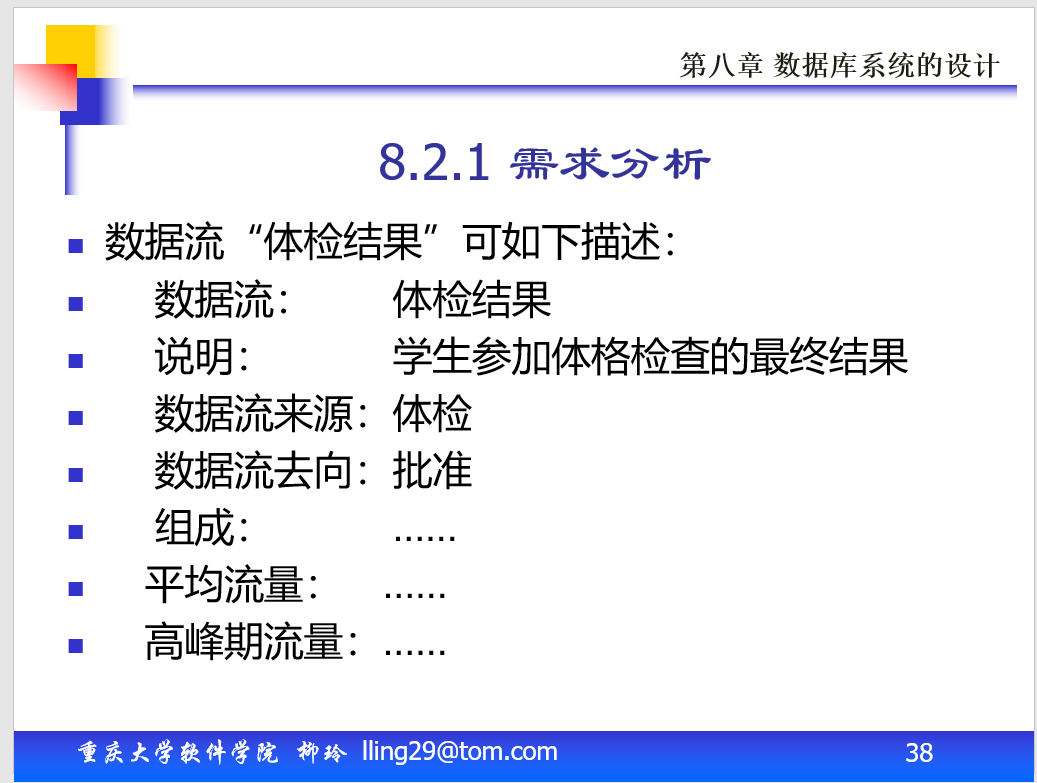 第八章 数据库系统的设计
8.2.1 需求分析
数据流“体检结果”可如下描述：
数据流： 体检结果
说明： 学生参加体格检查的最终结果
数据流来源：体检
数据流去向：批准
组成： ……
平均流量： ……
高峰期流量：……
重庆大学软件学院 柳玲 lling29@tom.com 38